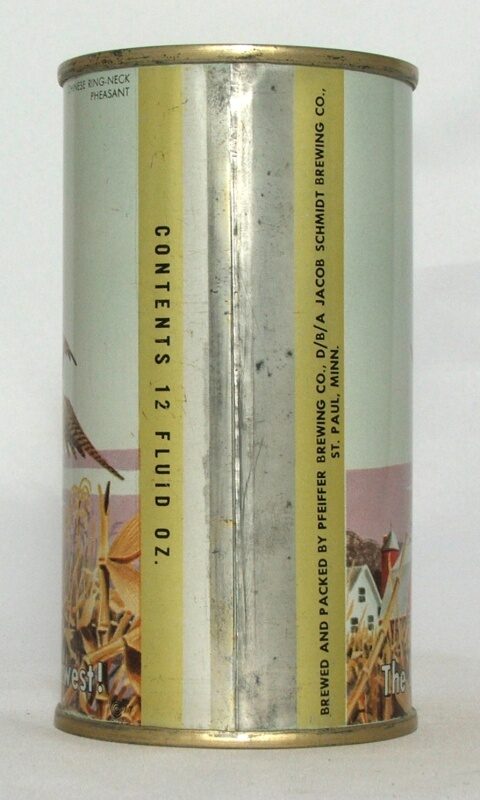 PHEASANT
CONTENTS 12 FLUID OZ.
BREWED AND PACKED BY PFEIFFER BREWING CO., D/B/A JACOB SCHMIDT BREWING CO.,
ST. PAUL, MINN.
west!
The